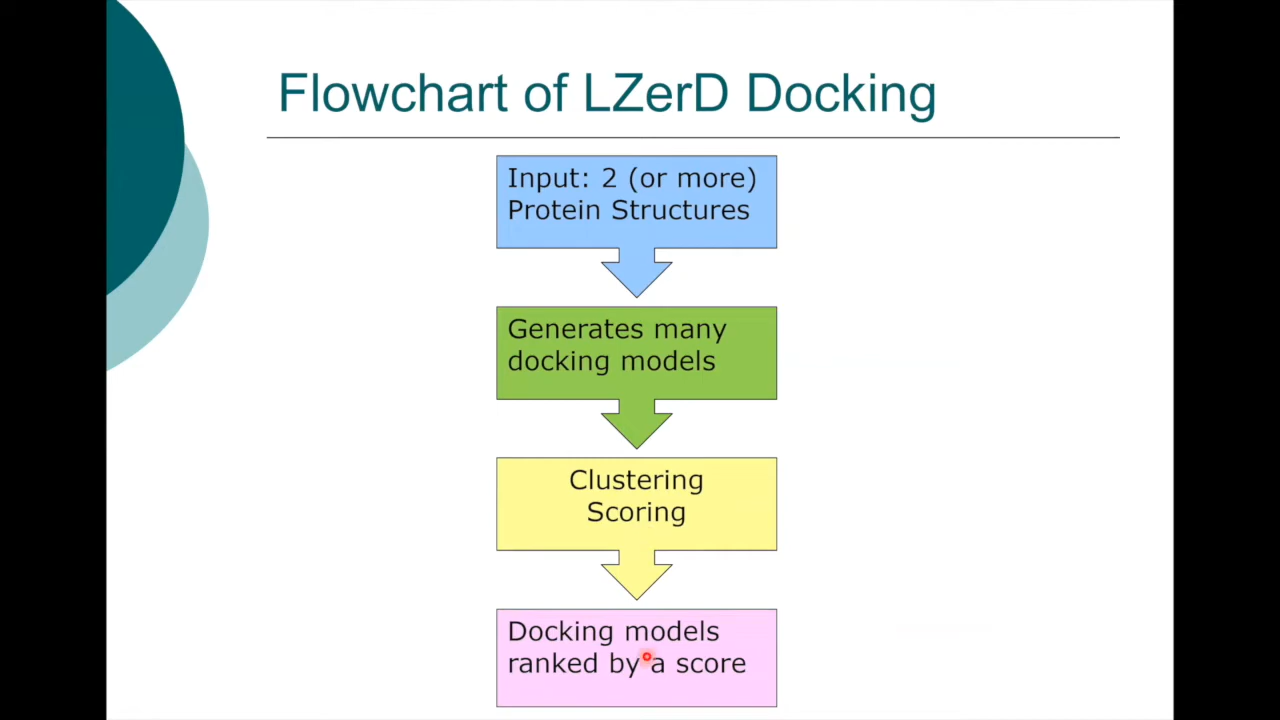 Flowchart of LZerD Docking
Input: 2 (or more)
Protein Structures
Generates many
docking models
Clustering
Scoring
Docking models
ranked by a score